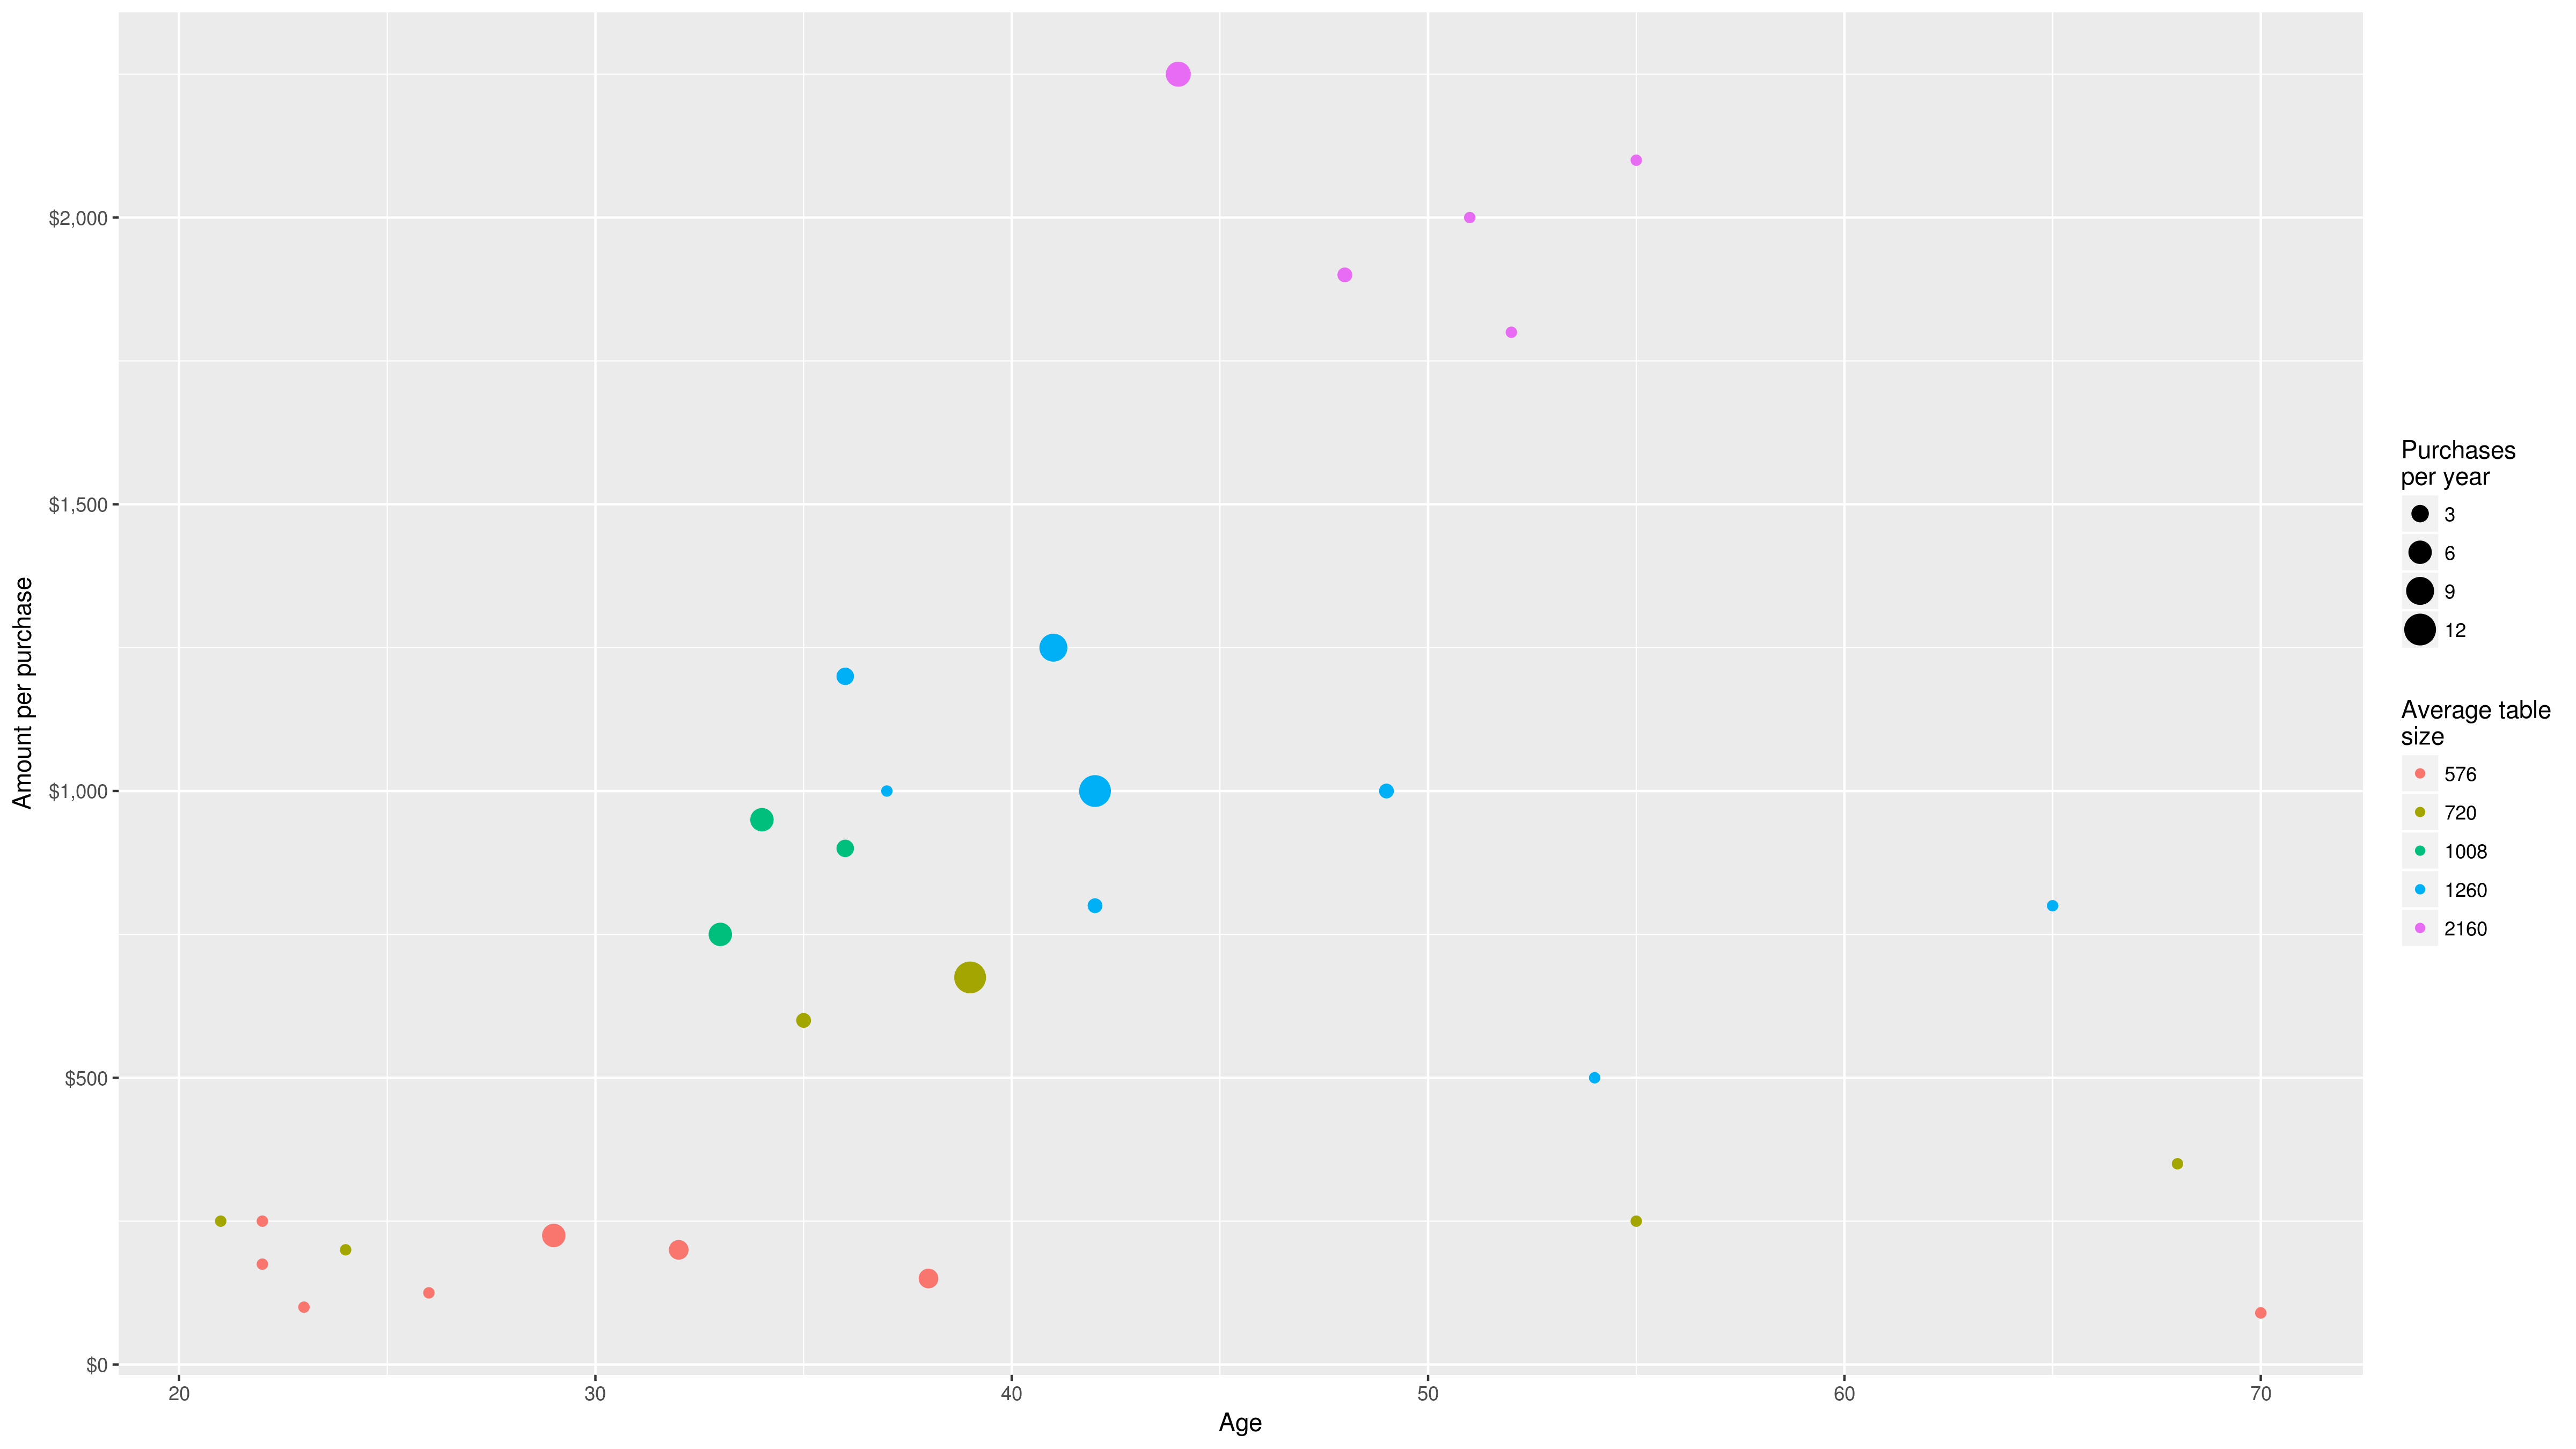 $2,000
$1,500
$1,000
$500
$0
Amount per purchase
20 30 40 50 60 70
Age
Purchases
per year
3
6
9
12
Average table
size
576
720
1008
1260
2160